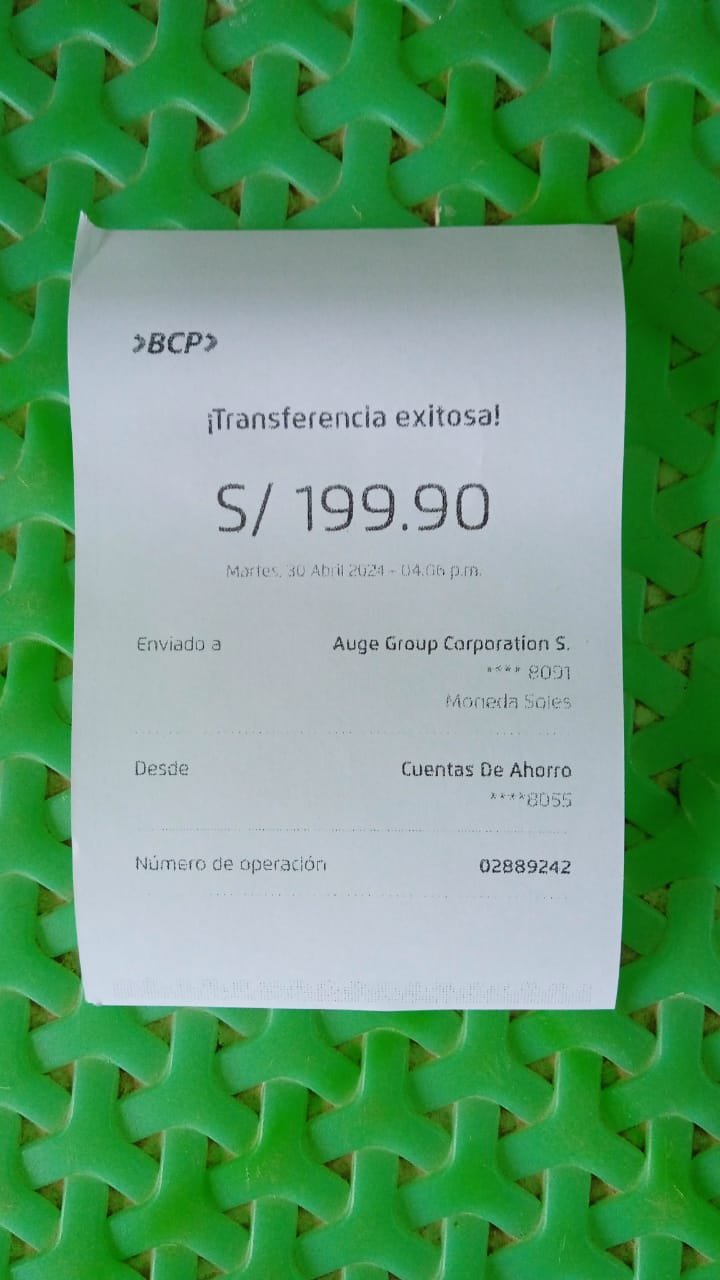 >BCP>
¡Transferencia exitosa!
S/ 199.90
Martes, 30 Abril 2024 - 04:06 p.m.
Enviado a Auge Group Corporation S.
**** 8091
Moneda Soles
Desde Cuentas De Ahorro
****8055
Número de operación 02889242